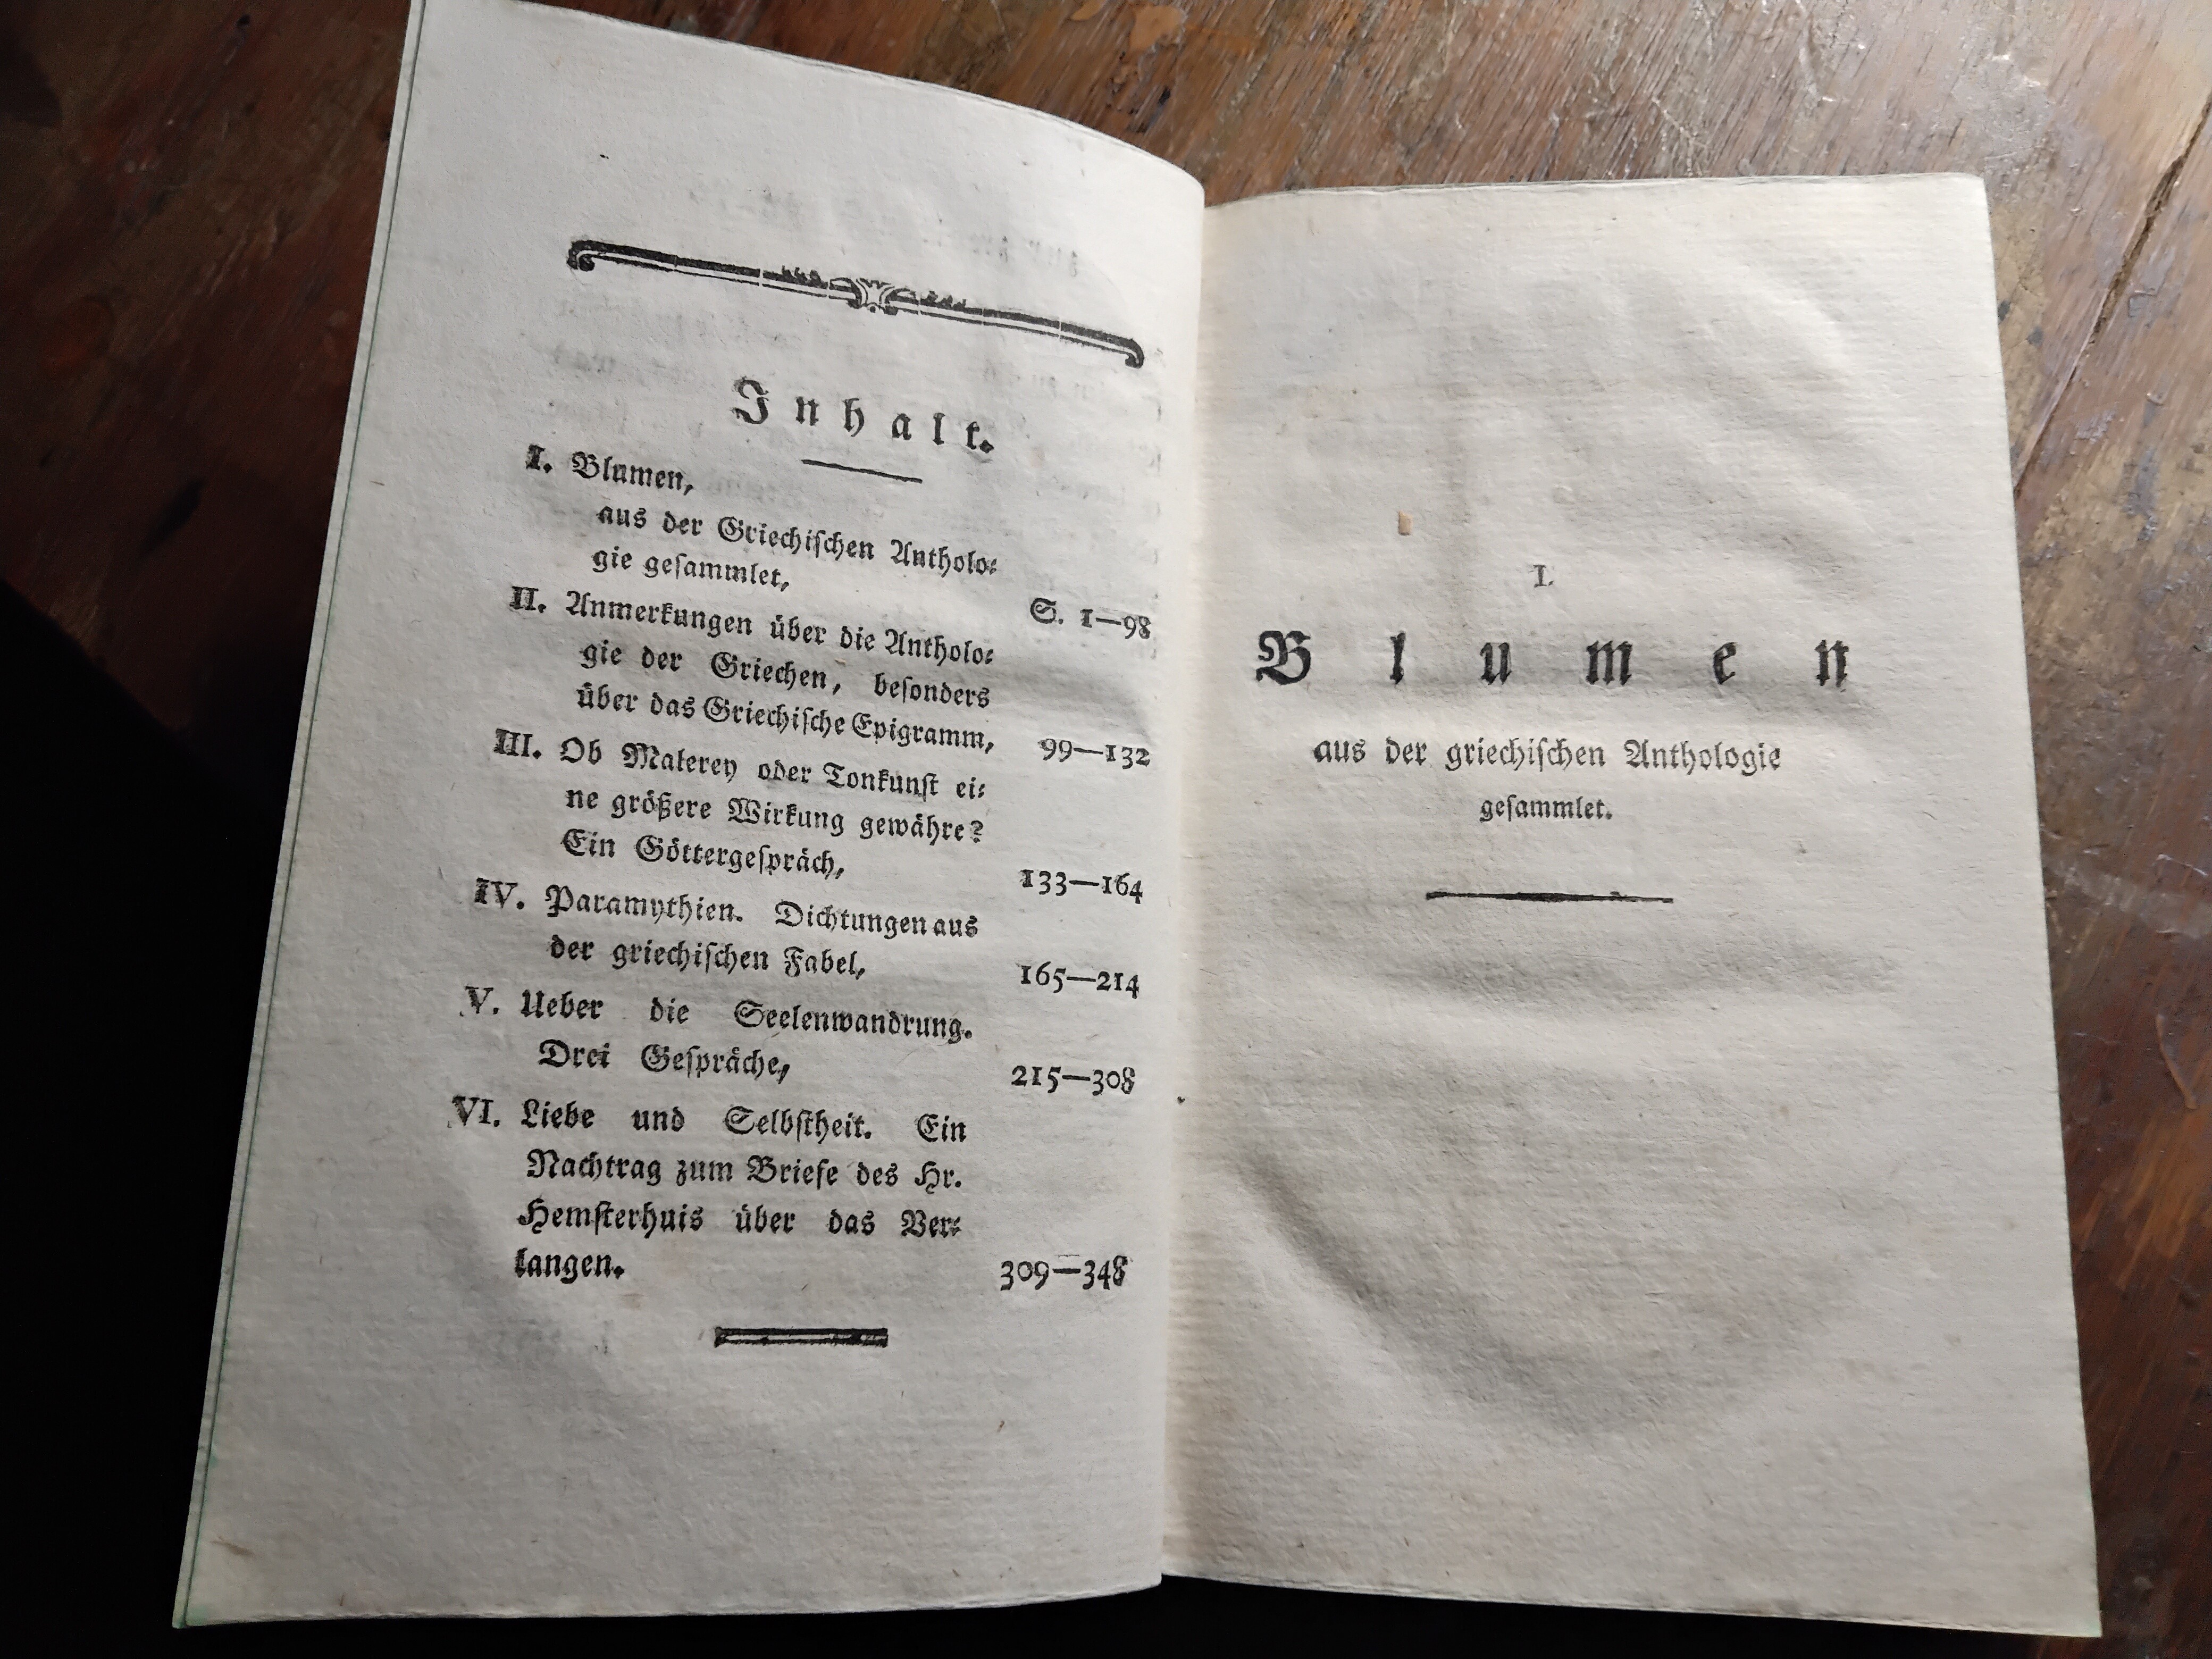 Inhalt.
I. Blumen,
aus der Griechischen Antholo⸗
gie gesammlet,
S. 1—98
II. Anmerkungen über die Antholo⸗
gie der Griechen, besonders
über das Griechische Epigramm,
99—132
III. Ob Malerey oder Tonkunst ei⸗
ne größere Wirkung gewähre?
Ein Göttergespräch,
133—164
IV. Paramythien. Dichtungen aus
der griechischen Fabel,
165—214
V. Ueber die Seelenwandrung.
Drei Gespräche,
215—308
VI. Liebe und Selbstheit. Ein
Nachtrag zum Briefe des Hr.
Hemsterhuis über das Ver⸗
langen.
309—348
I.
Blumen
aus der griechischen Anthologie
gesammlet.